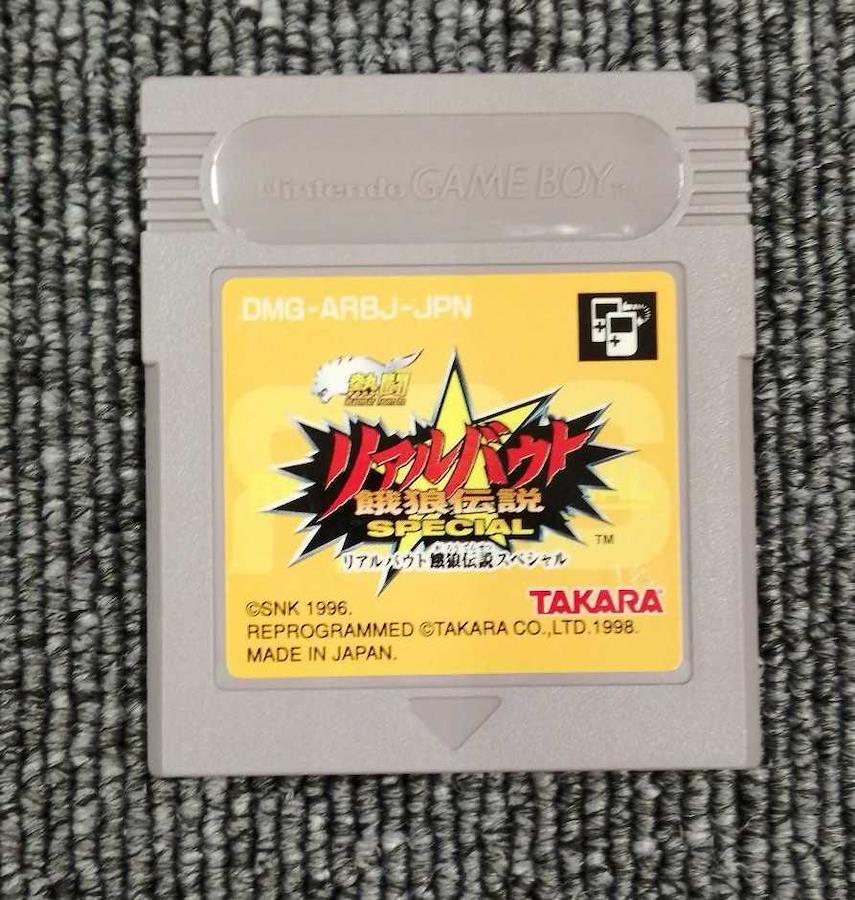 Nintendo GAME BOY TM
DMG-ARBJ-JPN
熱闘
リアルバウト
餓狼伝説
SPECIAL
TM
リアルバウト餓狼伝説スペシャル
TAKARA
©SNK 1996.
REPROGRAMMED ©TAKARA CO.,LTD.1998.
MADE IN JAPAN.